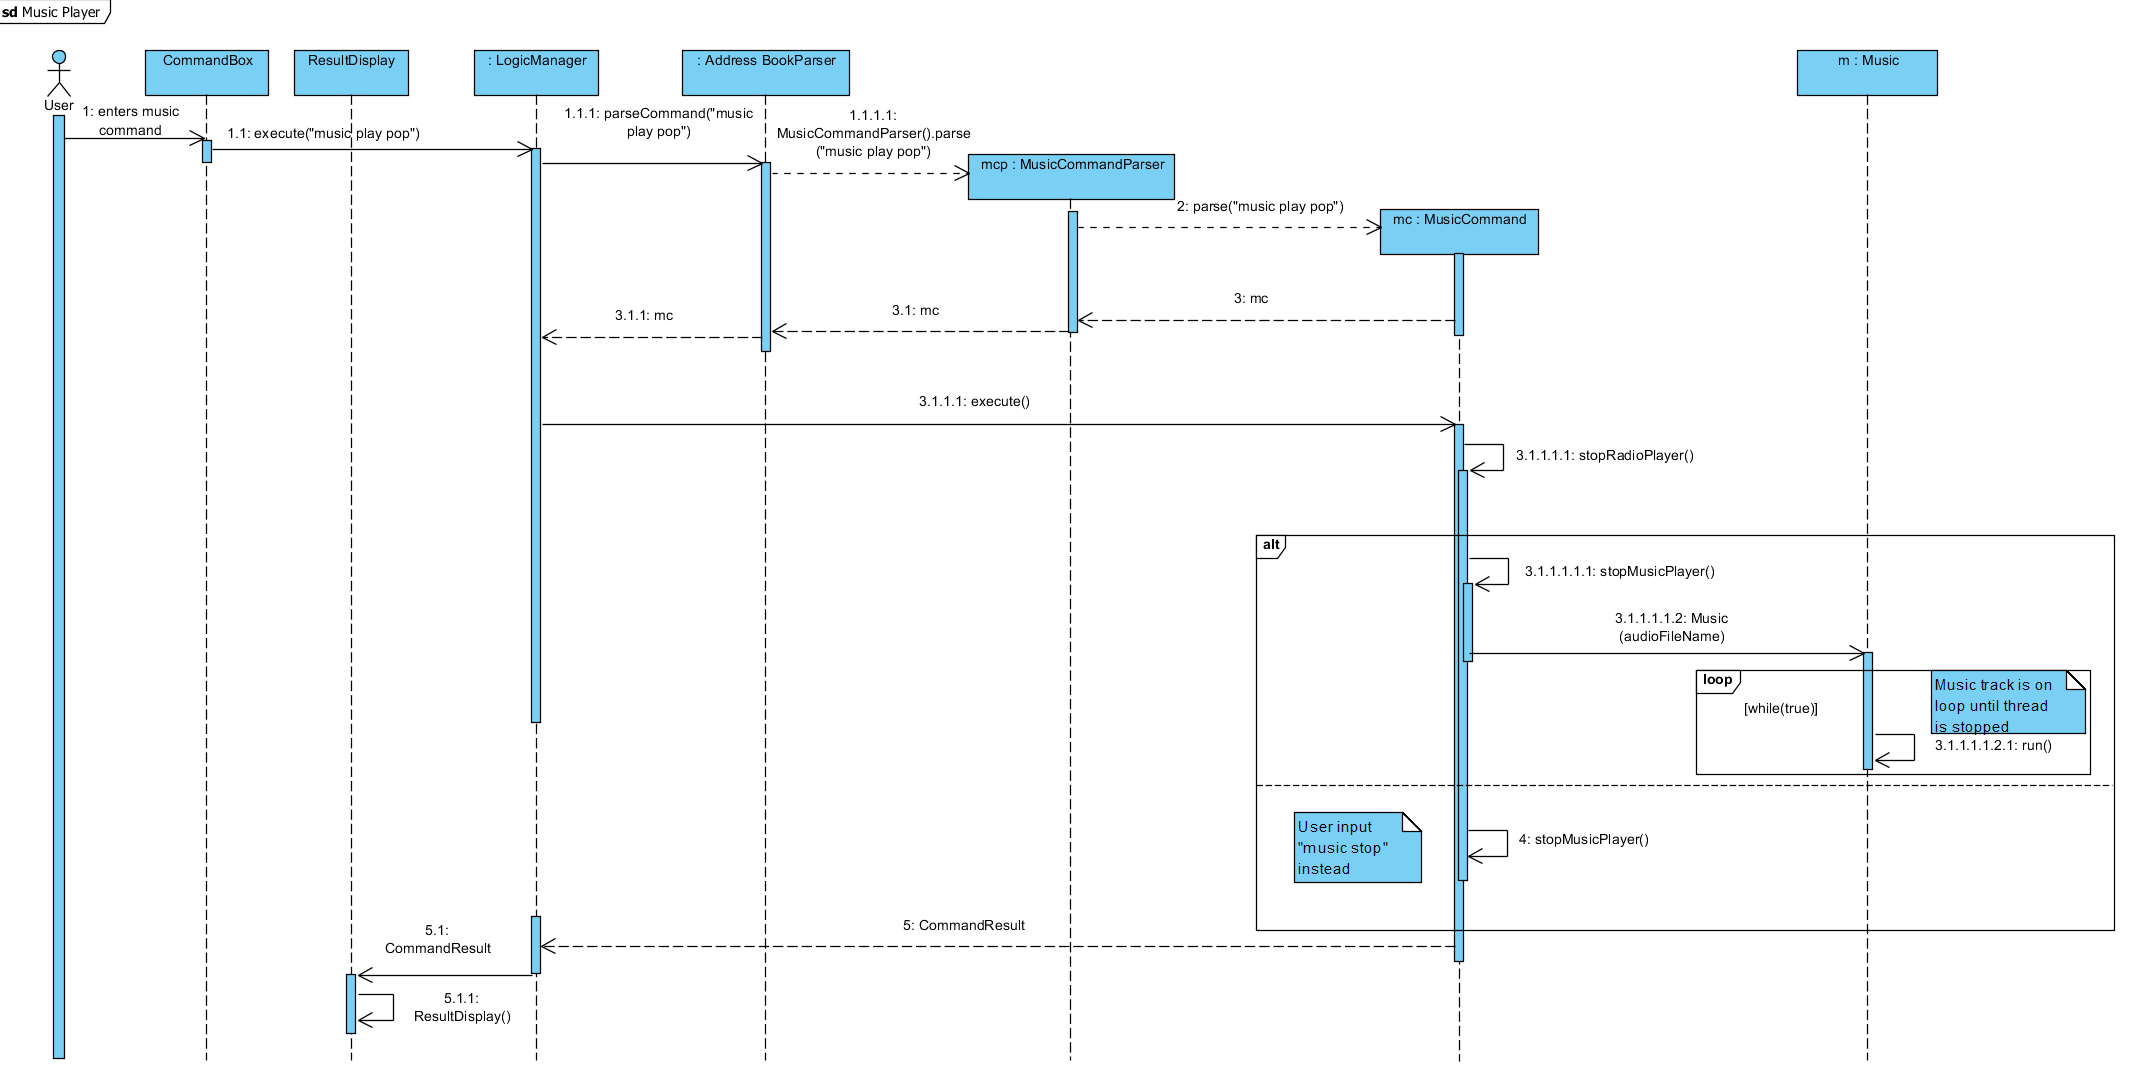 sd Music Player
User
CommandBox
ResultDisplay
: LogicManager
: Address BookParser
m : Music
1: enters music
command
1.1: execute("music play pop")
1.1.1: parseCommand("music
play pop")
1.1.1.1:
MusicCommandParser().parse
("music play pop")
mcp : MusicCommandParser
2: parse("music play pop")
mc : MusicCommand
3: mc
3.1: mc
3.1.1: mc
3.1.1.1: execute()
3.1.1.1.1: stopRadioPlayer()
alt
3.1.1.1.1.1: stopMusicPlayer()
3.1.1.1.1.2: Music
(audioFileName)
loop
[while(true)]
Music track is on
loop until thread
is stopped
3.1.1.1.1.2.1: run()
User input
"music stop"
instead
4: stopMusicPlayer()
5: CommandResult
5.1:
CommandResult
5.1.1:
ResultDisplay()